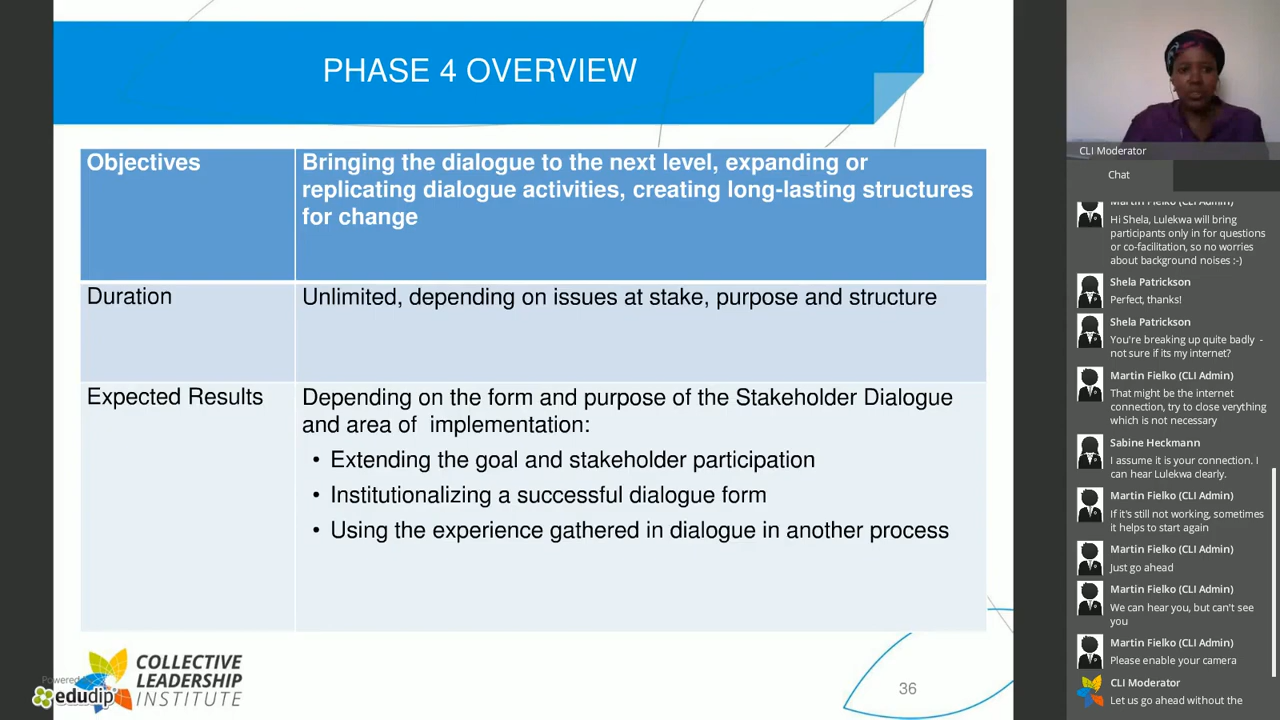 PHASE 4 OVERVIEW
Objectives
Bringing the dialogue to the next level, expanding or
replicating dialogue activities, creating long-lasting structures
for change
Duration
Unlimited, depending on issues at stake, purpose and structure
Expected Results
Depending on the form and purpose of the Stakeholder Dialogue
and area of implementation:
• Extending the goal and stakeholder participation
• Institutionalizing a successful dialogue form
• Using the experience gathered in dialogue in another process
COLLECTIVE
LEADERSHIP
INSTITUTE
Powered
edudip
36
CLI Moderator
Chat
Martin Fielko (CLI Admin)
Hi Shela, Lulekwa will bring
participants only in for questions
or co-facilitation, so no worries
about background noises :-)
Shela Patrickson
Perfect, thanks!
Shela Patrickson
You're breaking up quite badly -
not sure if its my internet?
Martin Fielko (CLI Admin)
That might be the internet
connection, try to close verything
which is not necessary
Sabine Heckmann
I assume it is your connection. I
can hear Lulekwa clearly.
Martin Fielko (CLI Admin)
If it's still not working, sometimes
it helps to start again
Martin Fielko (CLI Admin)
Just go ahead
Martin Fielko (CLI Admin)
We can hear you, but can't see
you
Martin Fielko (CLI Admin)
Please enable your camera
CLI Moderator
Let us go ahead without the